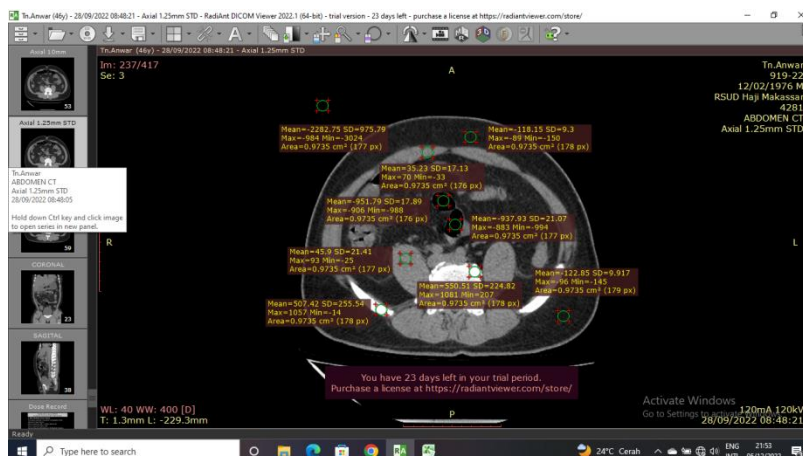 Tn.Anwar (46y) - 28/09/2022 08:48:21 - Axial 1.25mm STD - RadiAnt DICOM Viewer 2022.1 (64-bit) - trial version - 23 days left - purchase a license at https://radiantviewer.com/store/
Axial 10mm
53
Axial 1.25mm STD
Tn.Anwar
ABDOMEN CT
Axial 1.25mm STD
28/09/2022 08:48:05
Hold down Ctrl key and click image
to open series in new panel.
59
CORONAL
23
SAGITAL
38
Dose Record
Tn.Anwar (46y) - 28/09/2022 08:48:21 - Axial 1.25mm STD
Im: 237/417
Se: 3
A
Tn.Anwar
919-22
12/02/1976 M
RSUD Haji Makassar
4281
ABDOMEN CT
Axial 1.25mm STD
Mean=-2282.75 SD=975.79
Max=-984 Min=-3024
Area=0.9735 cm² (177 px)
Mean=-118.15 SD=9.3
Max=-89 Min=-150
Area=0.9735 cm² (178 px)
Mean=35.23 SD=17.13
Max=70 Min=-33
Area=0.9735 cm² (176 px)
Mean=-951.79 SD=17.89
Max=-906 Min=-988
Area=0.9735 cm² (176 px)
Mean=-937.93 SD=21.07
Max=-883 Min=-994
Area=0.9735 cm² (177 px)
R
L
Mean=45.9 SD=21.41
Max=93 Min=-25
Area=0.9735 cm² (177 px)
Mean=550.51 SD=224.82
Max=1081 Min=207
Area=0.9735 cm² (178 px)
Mean=-122.85 SD=9.917
Max=-96 Min=-145
Area=0.9735 cm² (179 px)
Mean=507.42 SD=255.54
Max=1057 Min=-14
Area=0.9735 cm² (178 px)
You have 23 days left in your trial period.
Purchase a license at https://radiantviewer.com/store/
WL: 40 WW: 400 [D]
T: 1.3mm L: -229.3mm
P
Activate Windows
Go to Settings to activate
120mA 120kV
28/09/2022 08:48:21
Ready
Type here to search
24°C Cerah
ENG
INTL
21:53